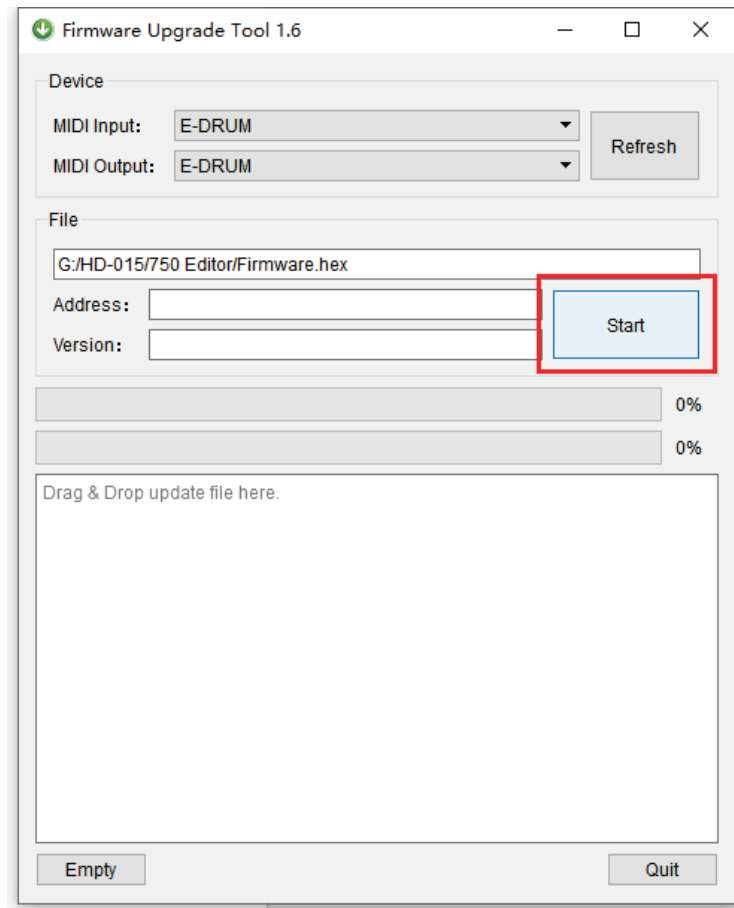 Firmware Upgrade Tool 1.6
Device
MIDI Input: E-DRUM
MIDI Output: E-DRUM
Refresh
File
G:/HD-015/750 Editor/Firmware.hex
Address:
Version:
Start
0%
0%
Drag & Drop update file here.
Empty
Quit